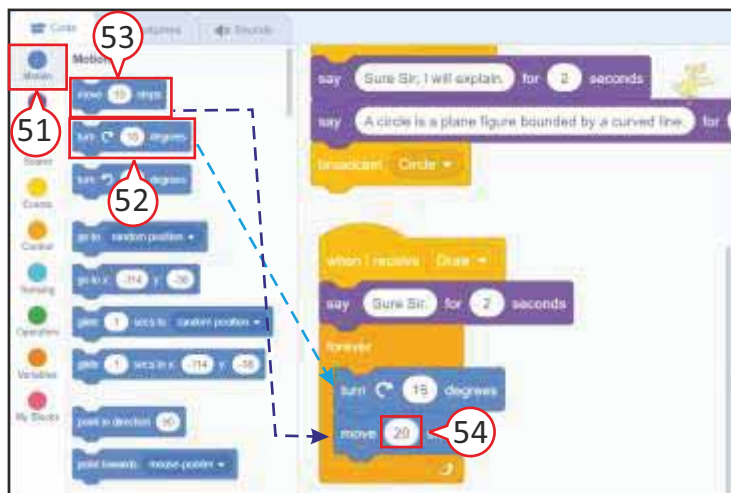 Code Costumes Sounds
Motion
Motion
53
move 10 steps
51
turn 15 degrees
52
turn degrees
Events
Control
Sensing
Operators
Variables
My Blocks
go to random position
go to x: -114 y: -36
glide 1 secs to random position
glide 1 secs to x: -114 y: -36
point in direction 90
point towards mouse-pointer
say Sure Sir, I will explain. for 2 seconds
say A circle is a plane figure bounded by a curved line. for
broadcast Circle
when I receive Draw
say Sure Sir. for 2 seconds
forever
turn 15 degrees
move 20
54